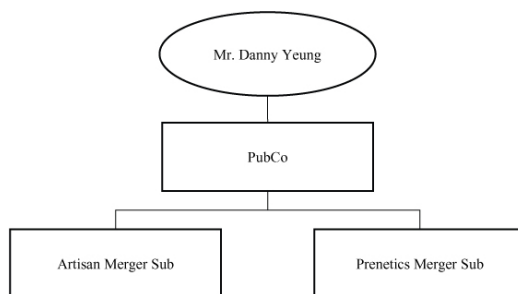 Mr. Danny Yeung
PubCo
Artisan Merger Sub
Prenetics Merger Sub